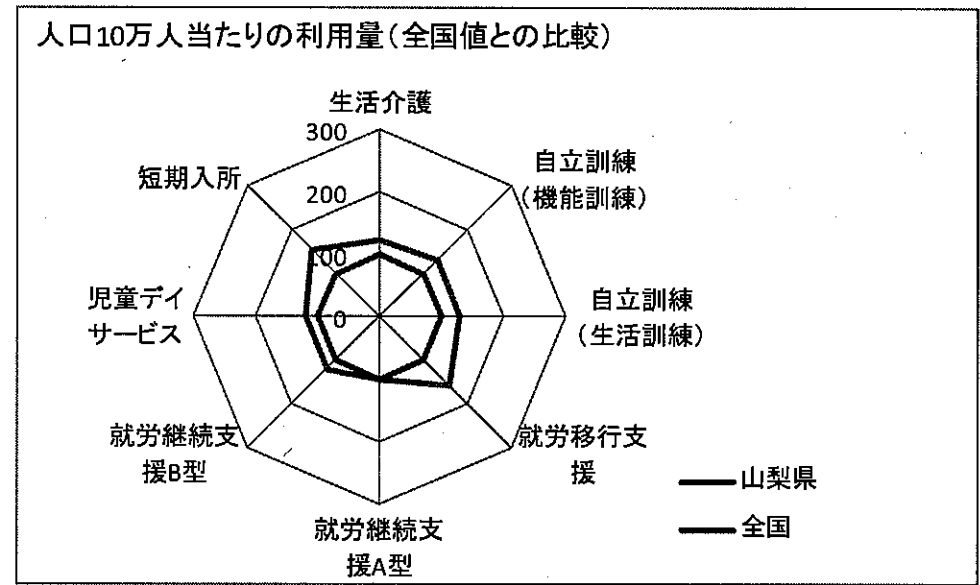 人口10万人当たりの利用量(全国値との比較)
生活介護
300
自立訓練
(機能訓練)
短期入所
200
100
児童デイ
サービス
0
自立訓練
(生活訓練)
就労継続支
援B型
就労移行支
援
就労継続支
援A型
山梨県
全国